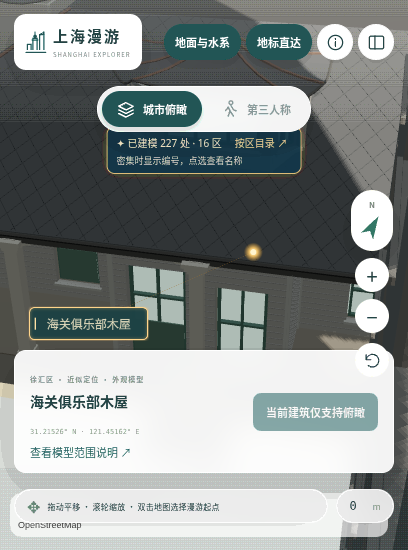 上海漫游
SHANGHAI EXPLORER
地面与水系
地标直达
城市俯瞰
第三人称
✦ 已建模 227 处 · 16 区 按区目录 ↗
密集时显示编号，点选查看名称
N
海关俱乐部木屋
徐汇区 · 近似定位 · 外观模型
海关俱乐部木屋
31.21526° N · 121.45162° E
查看模型范围说明 ↗
当前建筑仅支持俯瞰
拖动平移 · 滚轮缩放 · 双击地图选择漫游起点
0 m
OpenStreetMap